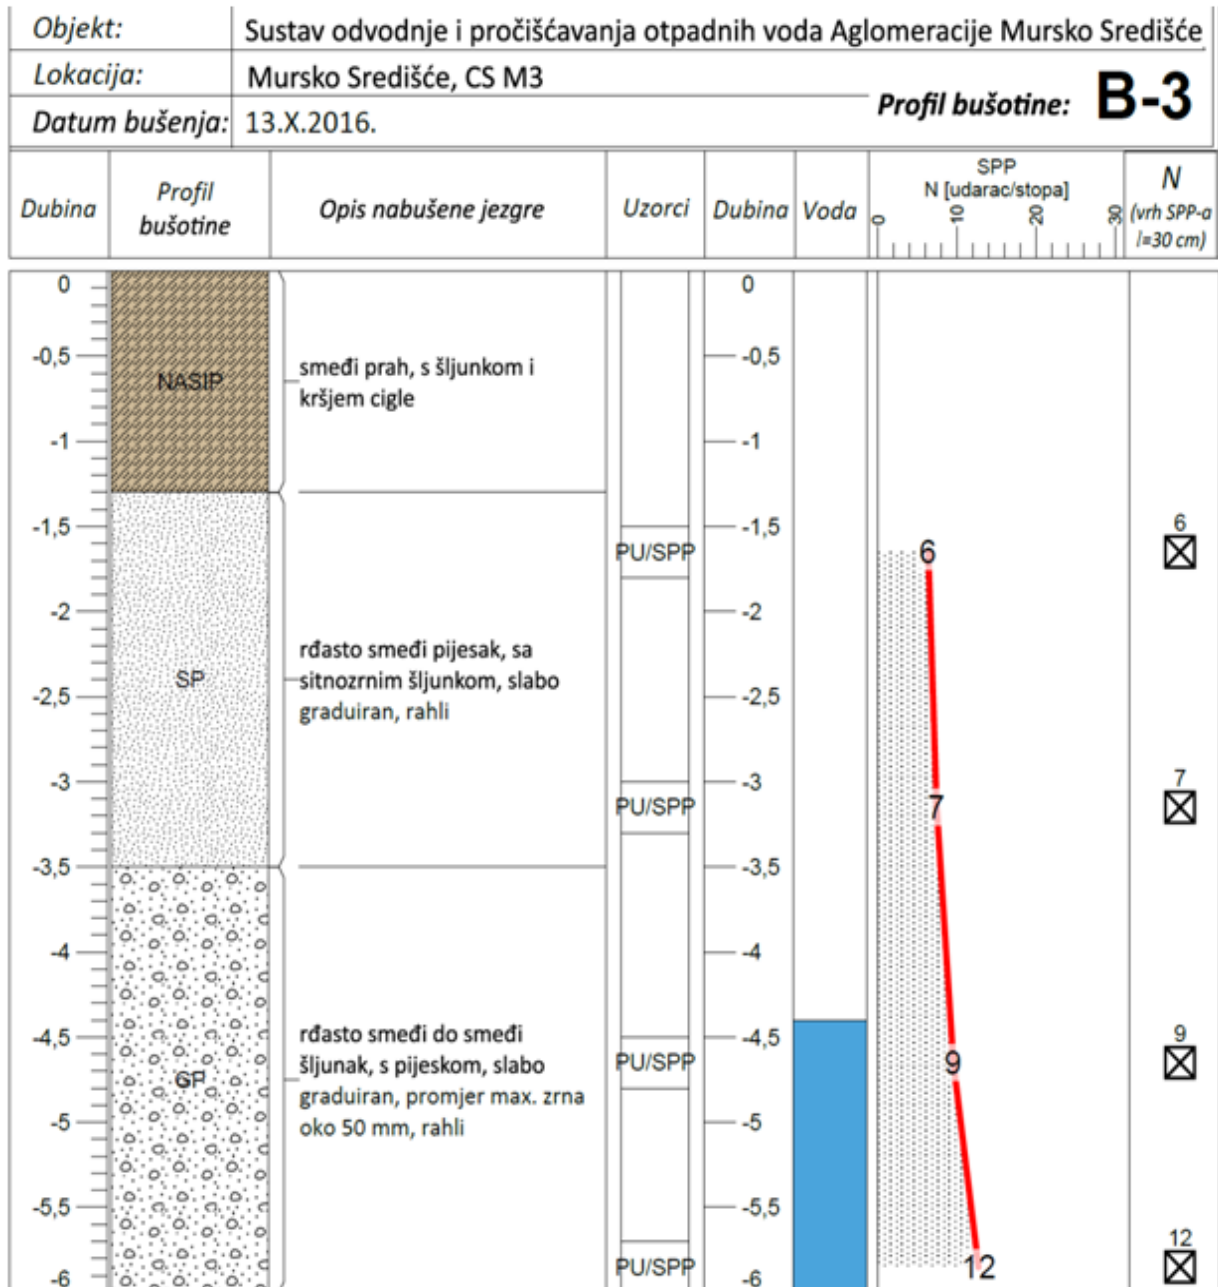 Objekt: Sustav odvodnje i pročišćavanja otpadnih voda Aglomeracije Mursko Središće
Lokacija: Mursko Središće, CS M3
Datum bušenja: 13.X.2016.
Profil bušotine: B-3
Dubina
Profil
bušotine
Opis nabušene jezgre
Uzorci
Dubina
Voda
SPP
N [udarac/stopa]
0 10 20 30
N
(vrh SPP-a
l=30 cm)
0 0
-0,5 -0,5
NASIP
smeđi prah, s šljunkom i
kršjem cigle
-1 -1
-1,5 -1,5
PU/SPP 6 6
-2 -2
SP
rđasto smeđi pijesak, sa
sitnozrnim šljunkom, slabo
graduiran, rahli
-2,5 -2,5
-3 -3
PU/SPP 7 7
-3,5 -3,5
-4 -4
-4,5 -4,5
PU/SPP 9 9
GP
rđasto smeđi do smeđi
šljunak, s pijeskom, slabo
graduiran, promjer max. zrna
oko 50 mm, rahli
-5 -5
-5,5 -5,5
PU/SPP 12 12
-6 -6